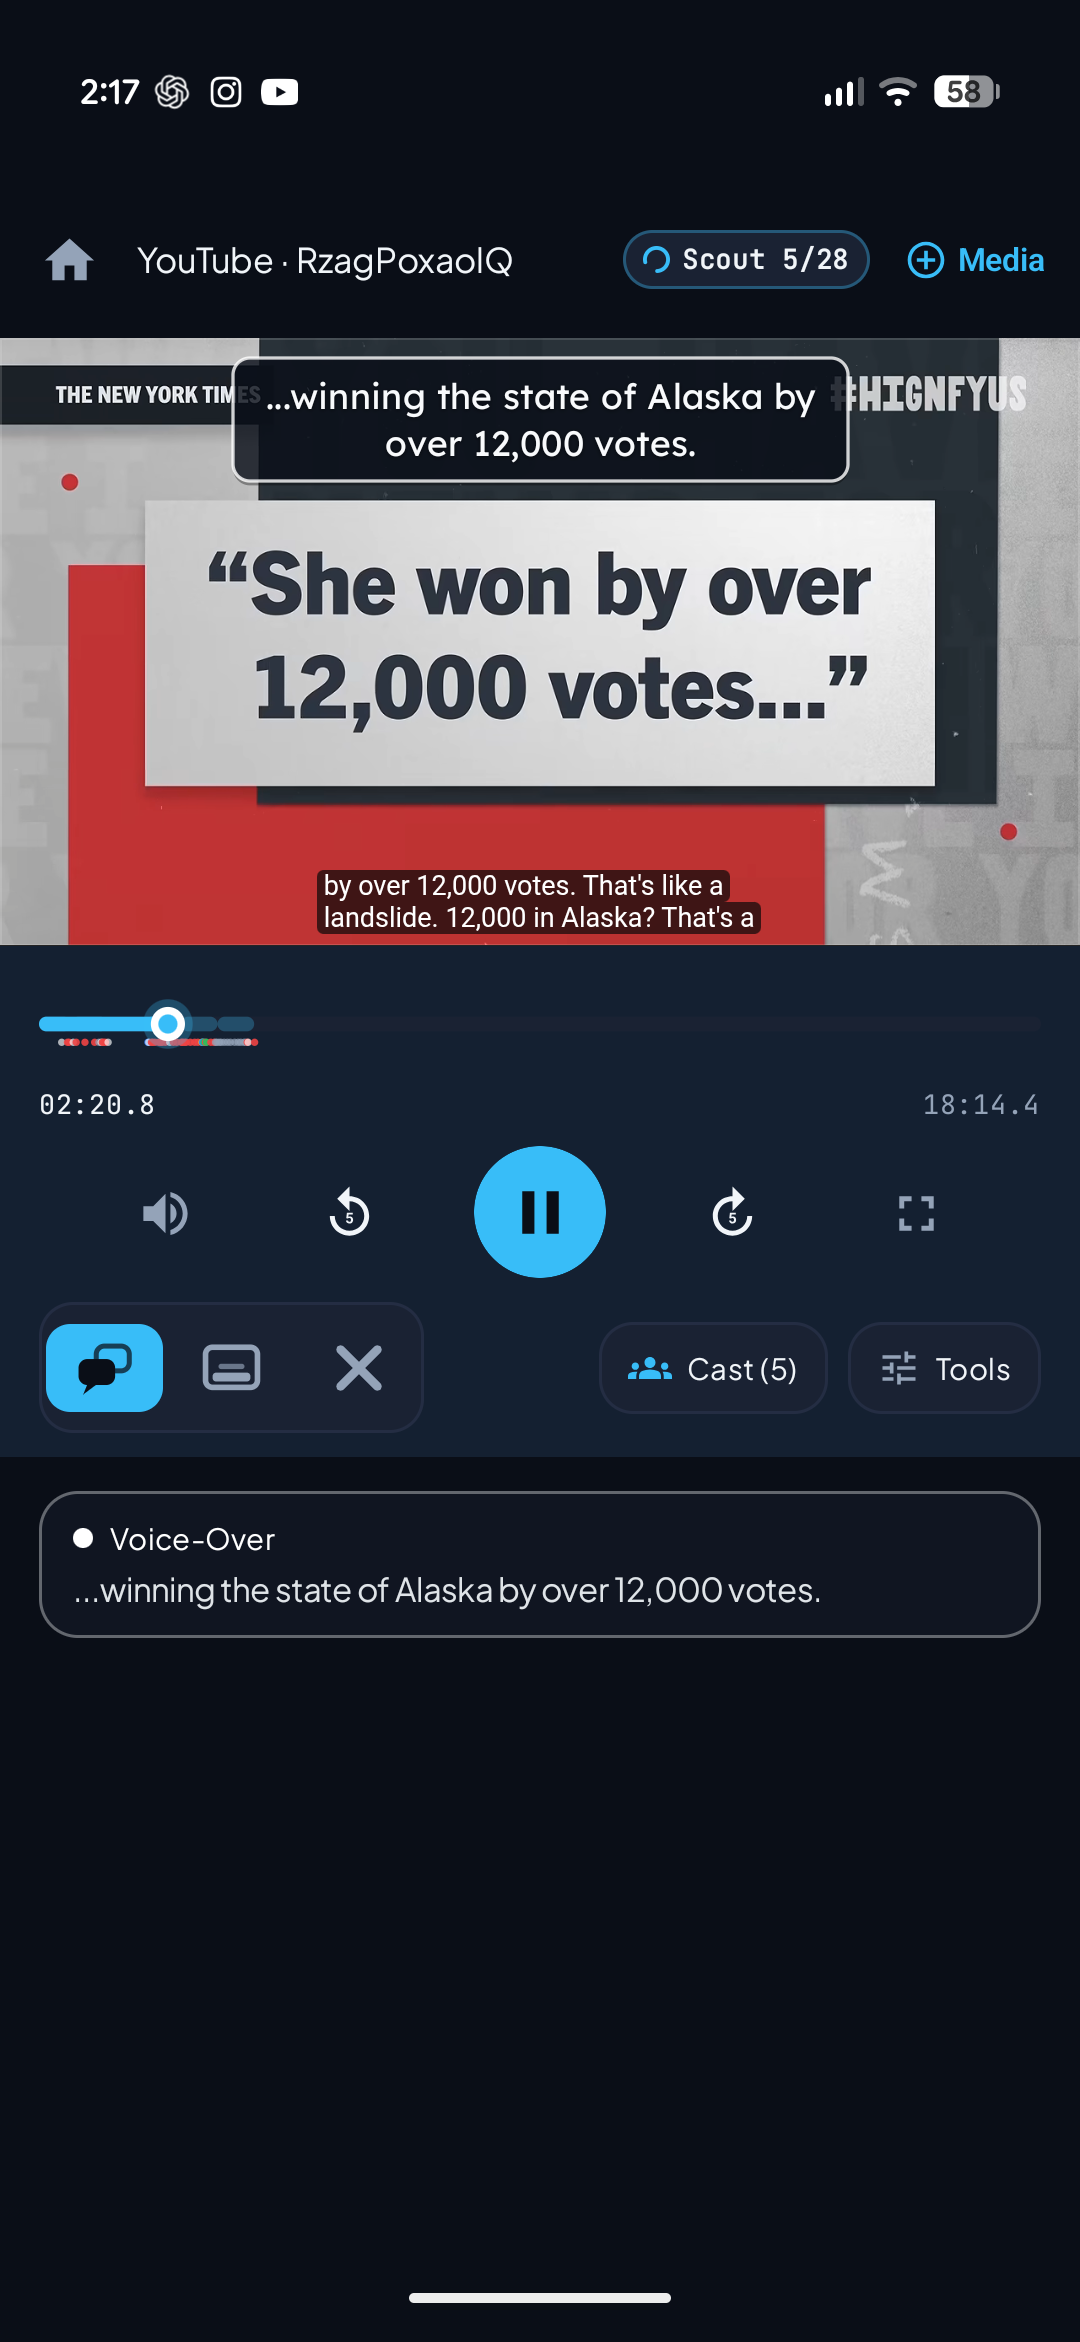 2:17
58
YouTube · RzagPoxaoIQ
Scout 5/28
Media
THE NEW YORK TIMES
#HIGNFYUS
...winning the state of Alaska by
over 12,000 votes.
“She won by over
12,000 votes...”
by over 12,000 votes. That's like a
landslide. 12,000 in Alaska? That's a
02:20.8
18:14.4
5
5
Cast (5)
Tools
Voice-Over
...winning the state of Alaska by over 12,000 votes.